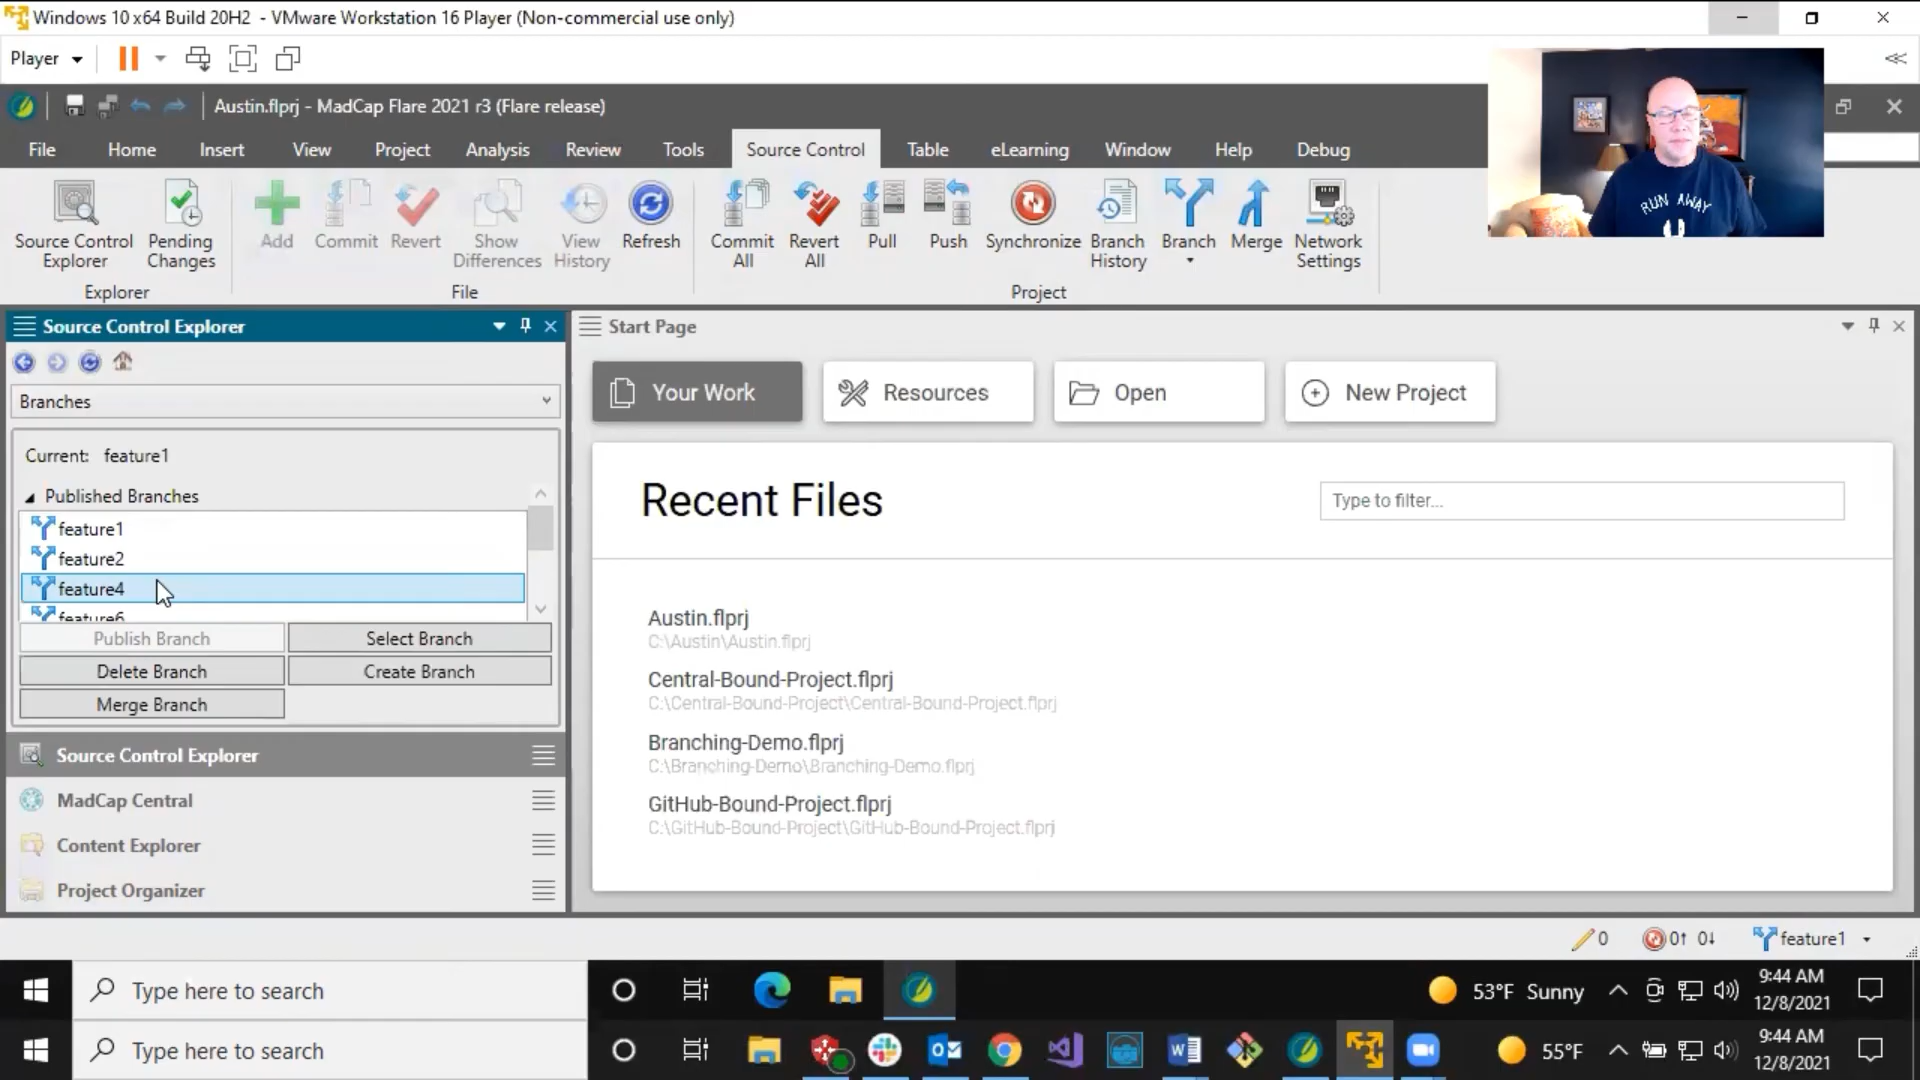 Windows 10 x64 Build 20H2 - VMware Workstation 16 Player (Non-commercial use only)
Player
Austin.flprj - MadCap Flare 2021 r3 (Flare release)
File Home Insert View Project Analysis Review Tools Source Control Table eLearning Window Help Debug
Source Control Explorer
Pending Changes
Add
Commit
Revert
Show Differences
View History
Refresh
Commit All
Revert All
Pull
Push
Synchronize
Branch History
Branch
Merge
Network Settings
Explorer
File
Project
RUN AWAY
Source Control Explorer
Branches
Current: feature1
Published Branches
feature1
feature2
feature4
feature6
Publish Branch
Select Branch
Delete Branch
Create Branch
Merge Branch
Source Control Explorer
MadCap Central
Content Explorer
Project Organizer
Start Page
Your Work
Resources
Open
New Project
Recent Files
Type to filter...
Austin.flprj
C:\Austin\Austin.flprj
Central-Bound-Project.flprj
C:\Central-Bound-Project\Central-Bound-Project.flprj
Branching-Demo.flprj
C:\Branching-Demo\Branching-Demo.flprj
GitHub-Bound-Project.flprj
C:\GitHub-Bound-Project\GitHub-Bound-Project.flprj
0
0↑ 0↓
feature1
Type here to search
53°F Sunny
9:44 AM
12/8/2021
Type here to search
55°F
9:44 AM
12/8/2021